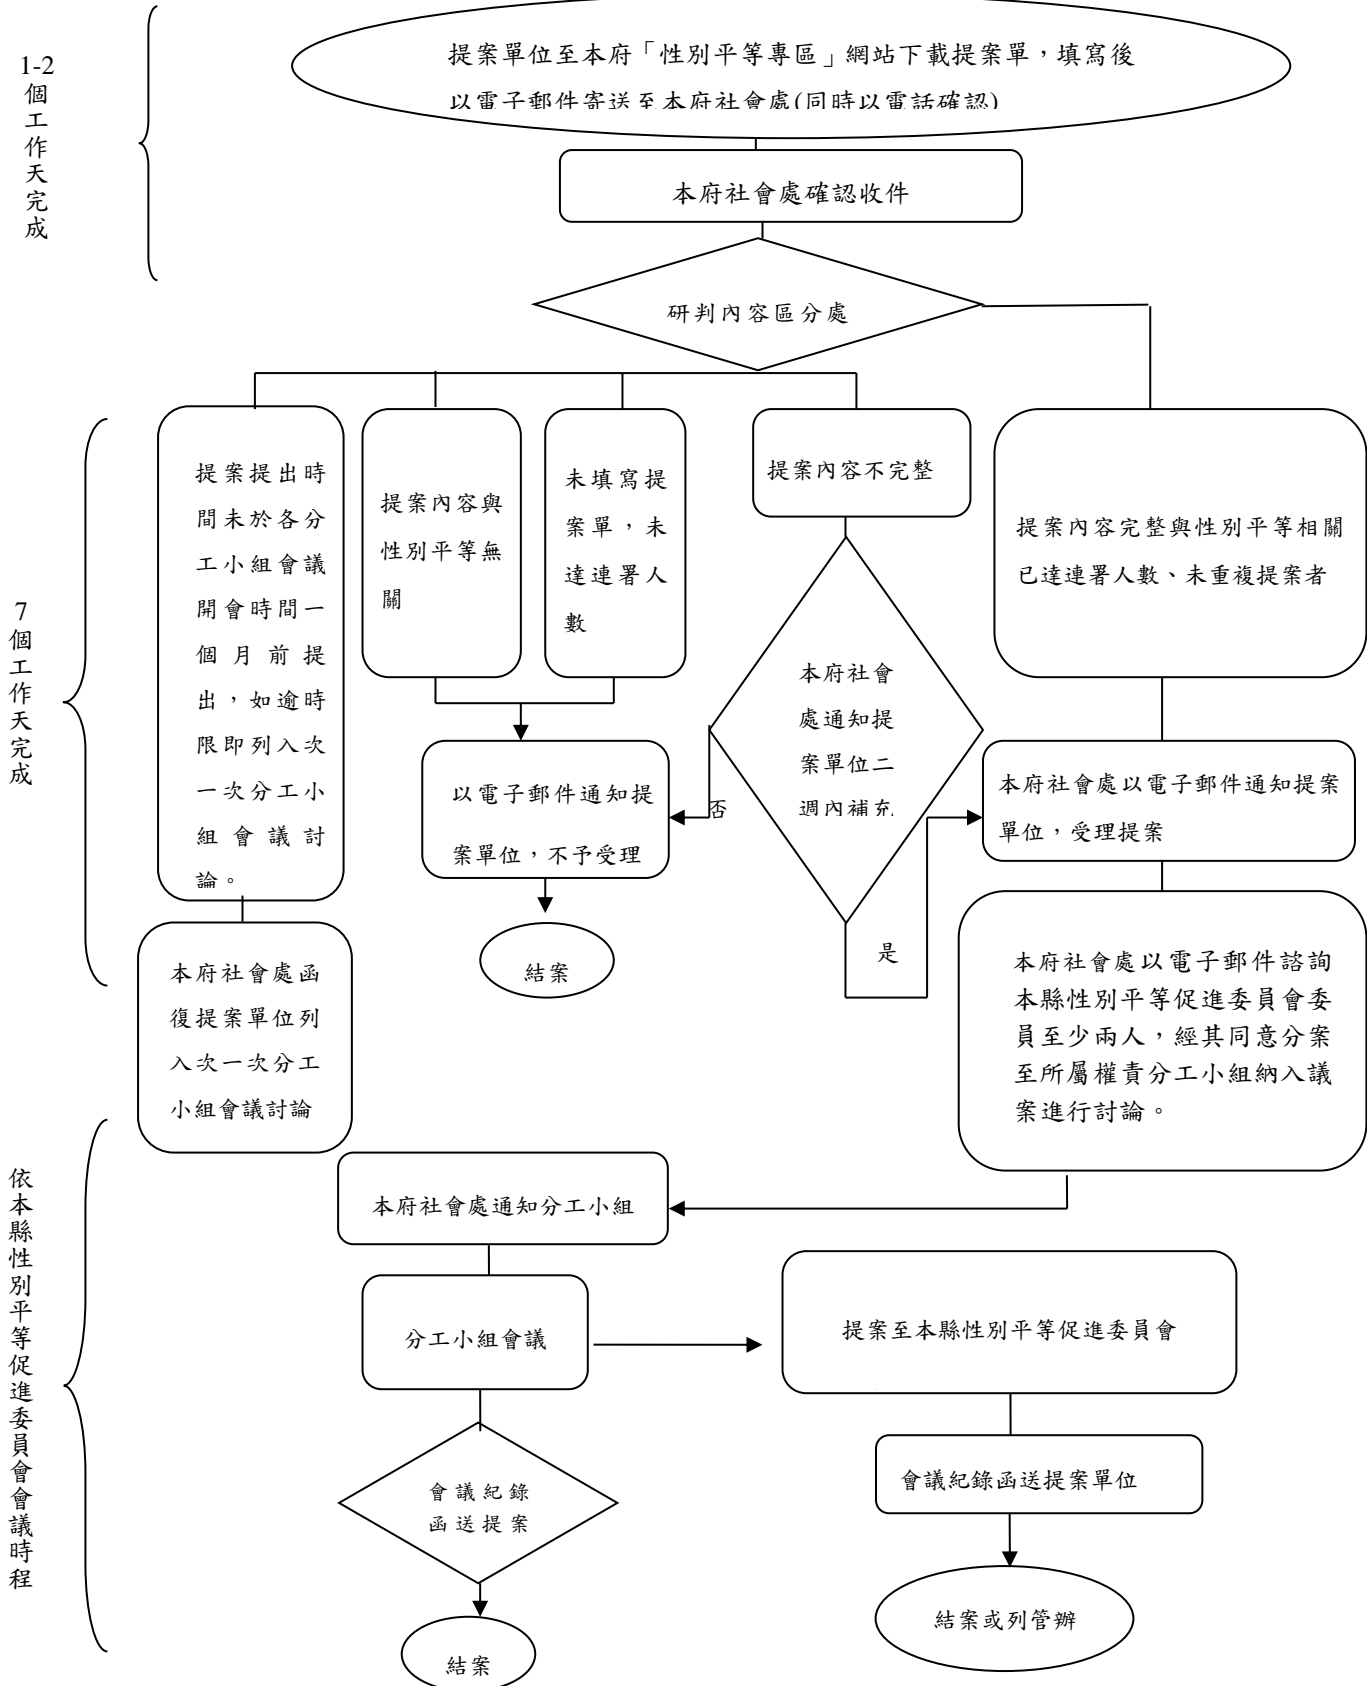 1-2
個
工
作
天
完
成
提案單位至本府「性別平等專區」網站下載提案單，填寫後
以電子郵件寄送至本府社會處(同時以電話確認)
本府社會處確認收件
研判內容區分處
7
個
工
作
天
完
成
提案提出時
間未於各分
工小組會議
開會時間一
個月前提
出，如逾時
限即列入次
一次分工小
組會議討
論。
提案內容與
性別平等無
關
未填寫提
案單，未
達連署人
數
提案內容不完整
提案內容完整與性別平等相關
已達連署人數、未重複提案者
本府社會
處通知提
案單位二
週內補充
否
是
以電子郵件通知提
案單位，不予受理
結案
本府社會處以電子郵件通知提案
單位，受理提案
本府社會處函
復提案單位列
入次一次分工
小組會議討論
本府社會處以電子郵件諮詢
本縣性別平等促進委員會委
員至少兩人，經其同意分案
至所屬權責分工小組納入議
案進行討論。
依
本
縣
性
別
平
等
促
進
委
員
會
會
議
時
程
本府社會處通知分工小組
分工小組會議
提案至本縣性別平等促進委員會
會議紀錄
函送提案
會議紀錄函送提案單位
結案
結案或列管辦